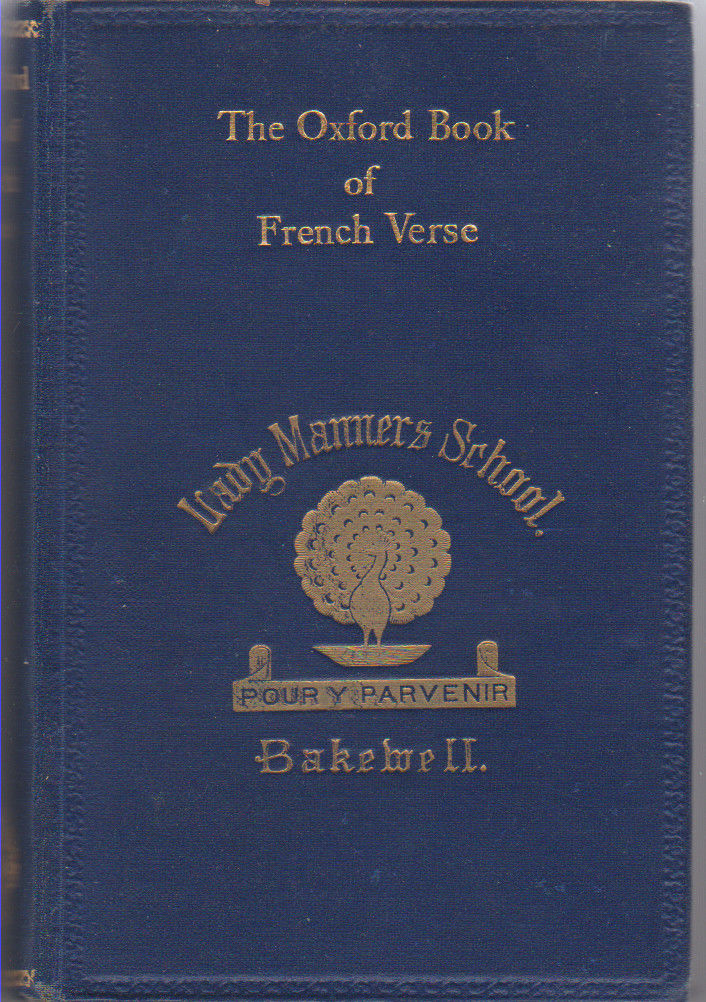 The Oxford Book
of
French Verse
Lady Manners School.
POUR Y PARVENIR
Bakewell.